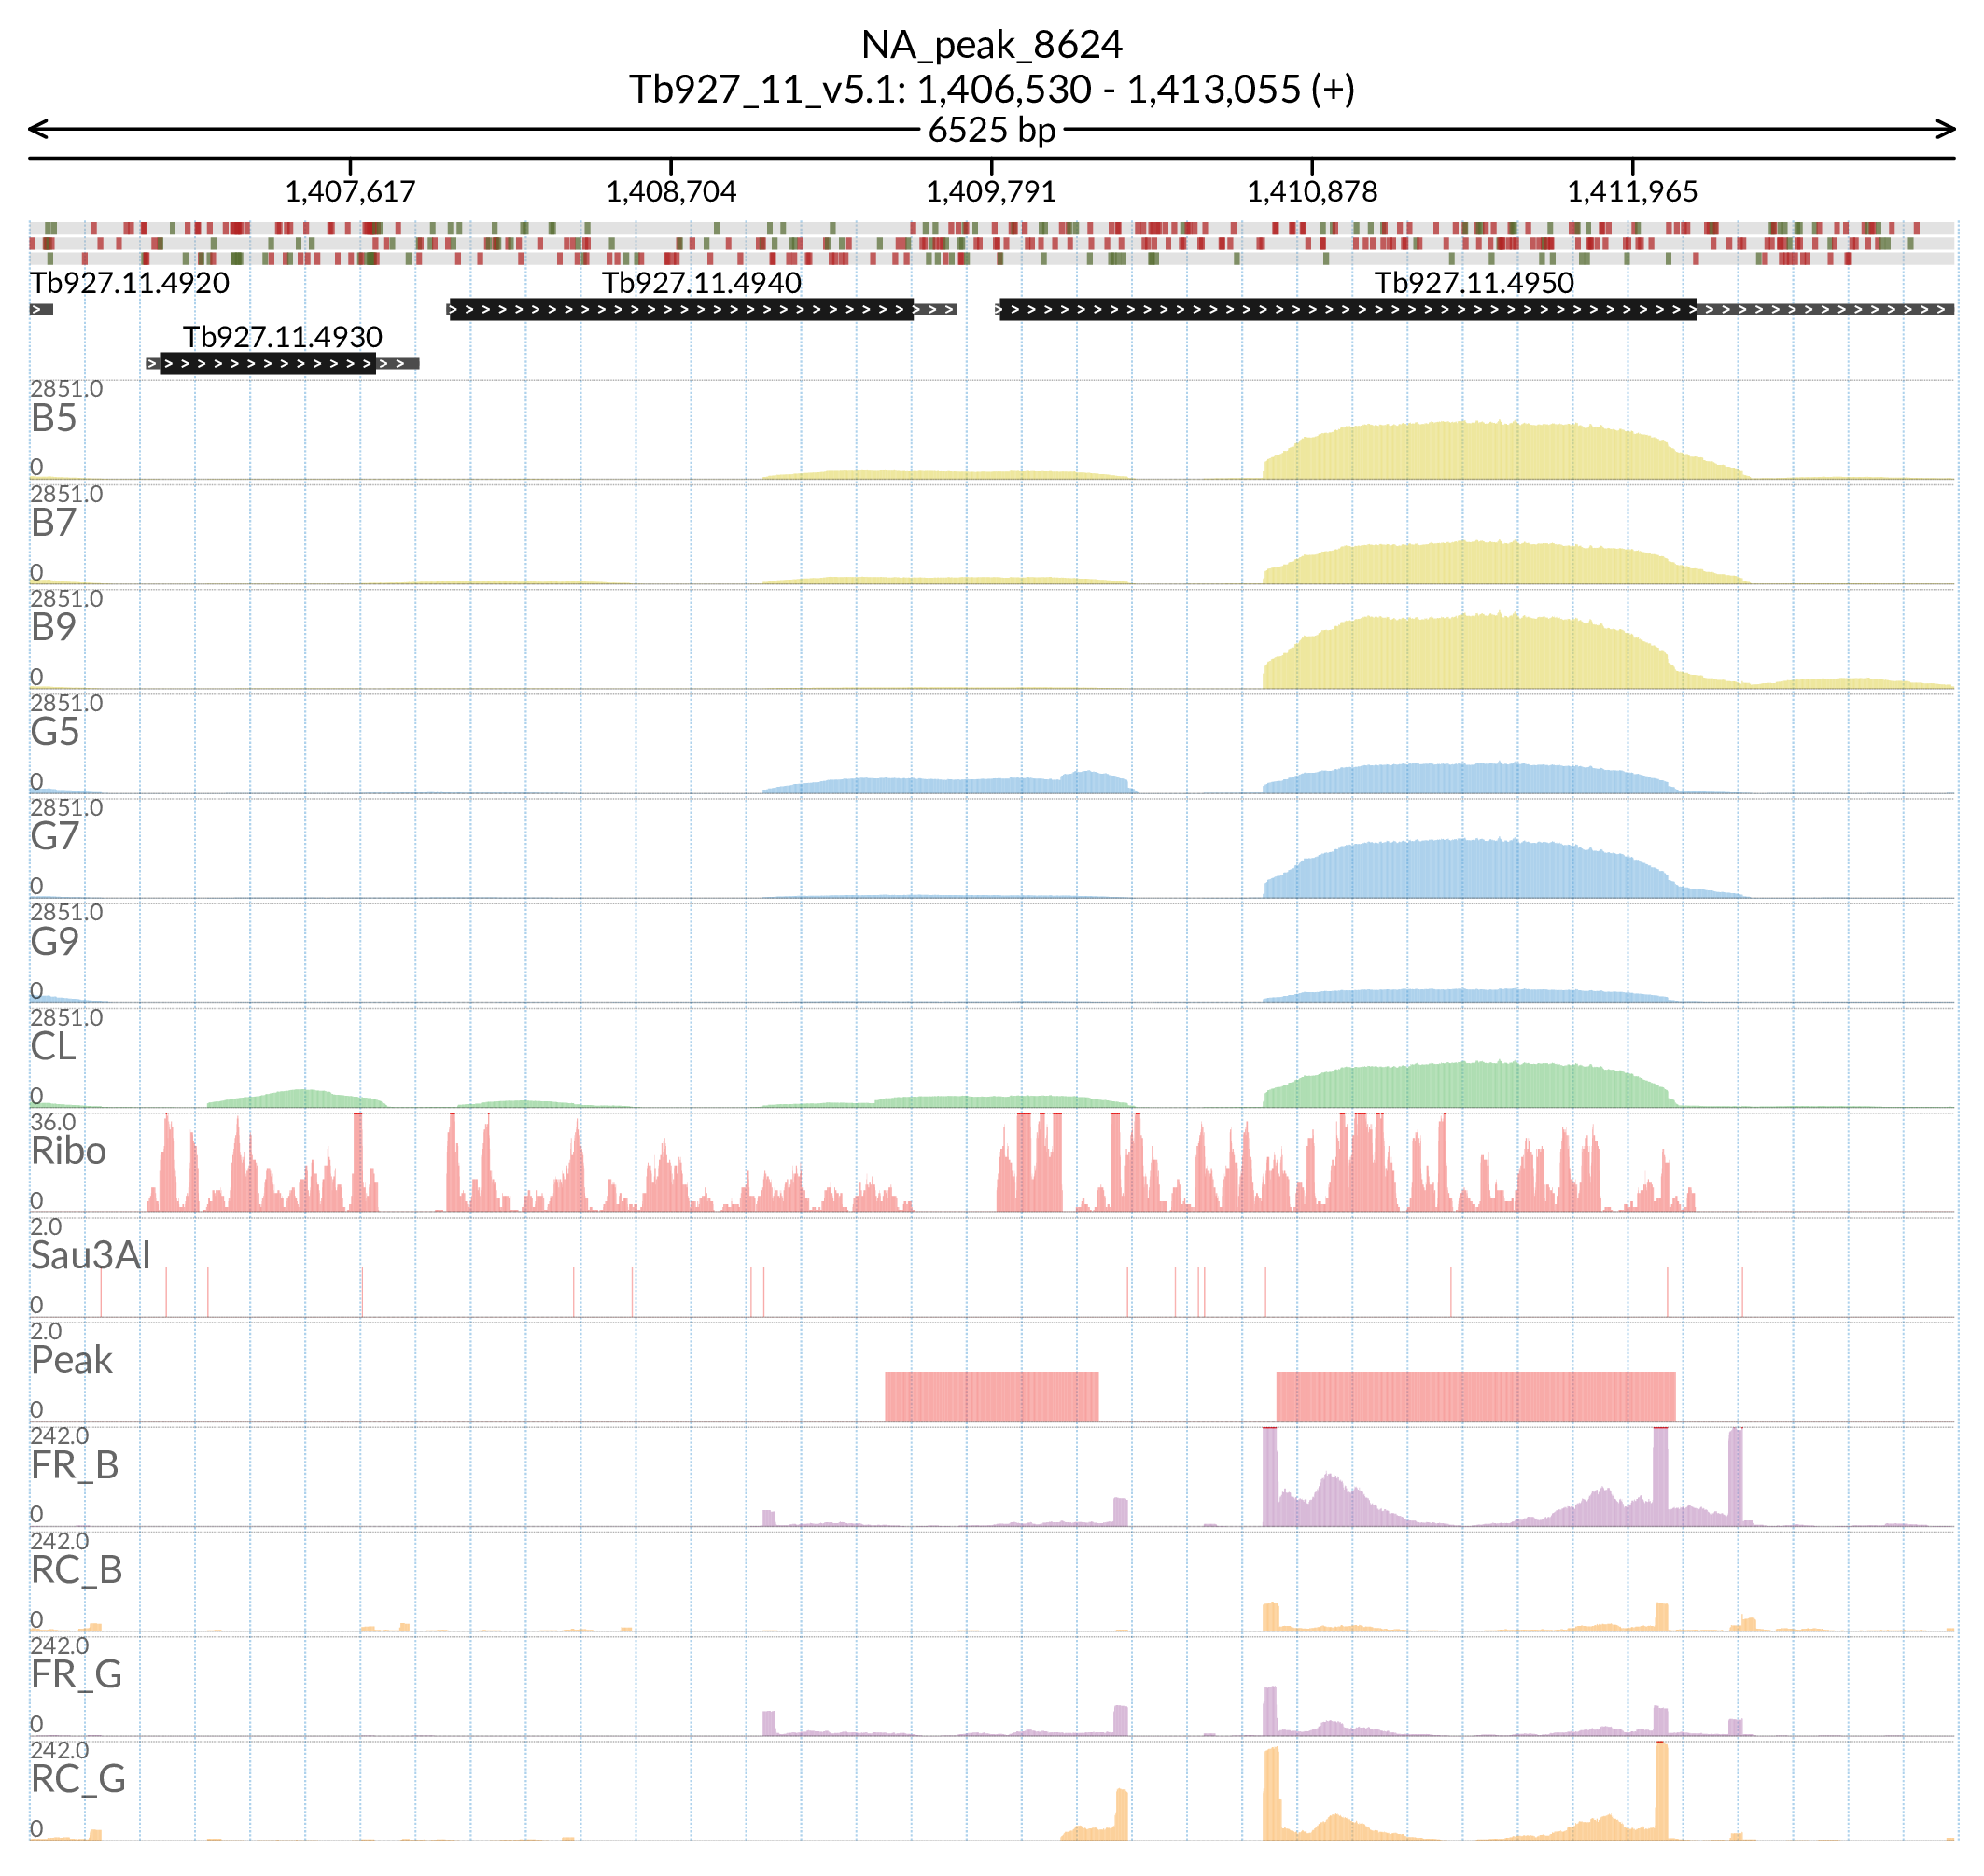 NA_peak_8624
Tb927_11_v5.1: 1,406,530 - 1,413,055 (+)
6525 bp
1,407,617 1,408,704 1,409,791 1,410,878 1,411,965
Tb927.11.4920 Tb927.11.4940 Tb927.11.4950
Tb927.11.4930
2851.0
B5
0
2851.0
B7
0
2851.0
B9
0
2851.0
G5
0
2851.0
G7
0
2851.0
G9
0
2851.0
CL
0
36.0
Ribo
0
2.0
Sau3AI
0
2.0
Peak
0
242.0
FR_B
0
242.0
RC_B
0
242.0
FR_G
0
242.0
RC_G
0